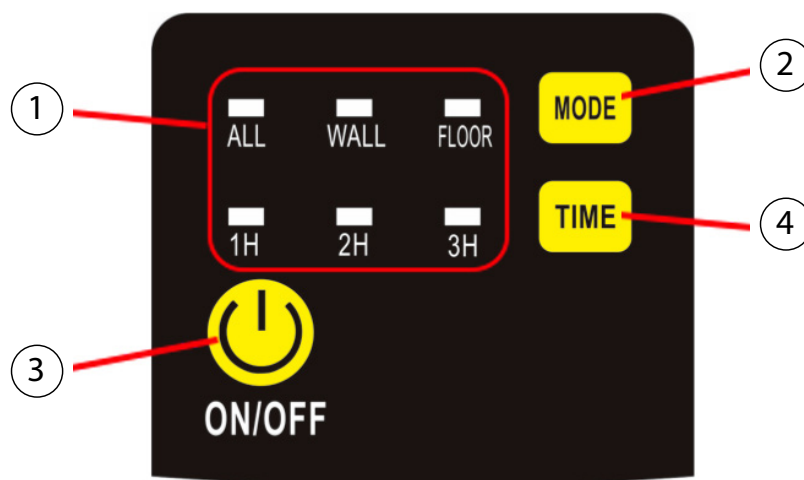 1
2
3
4
ALL WALL FLOOR
MODE
1H 2H 3H
TIME
ON/OFF